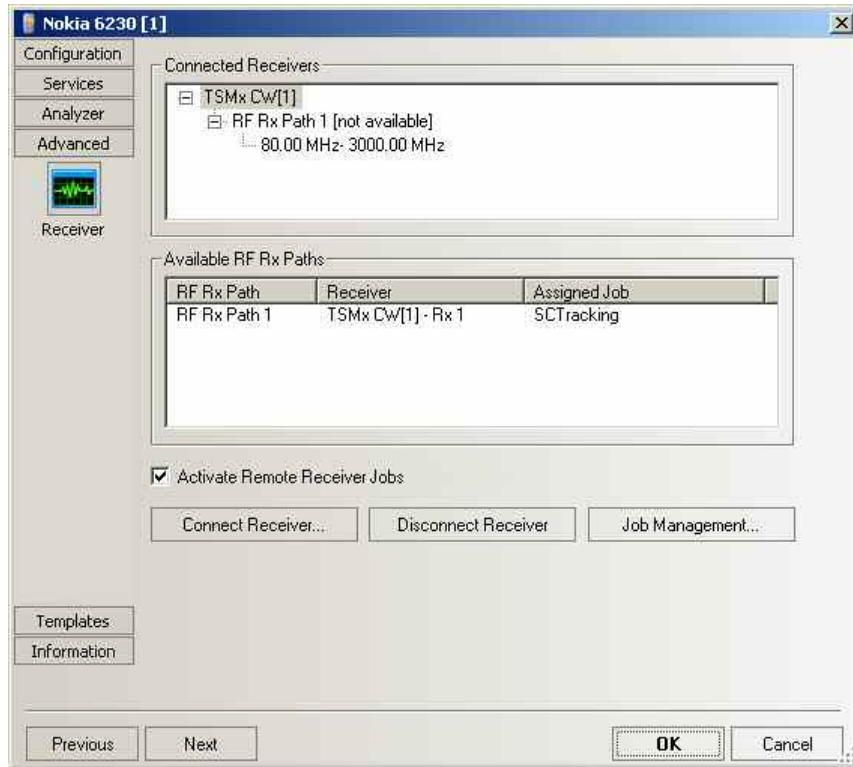 Nokia 6230 [1]
Configuration
Services
Analyzer
Advanced
Receiver
Connected Receivers
TSMx CW[1]
RF Rx Path 1 [not available]
80.00 MHz- 3000.00 MHz
Available RF Rx Paths
RF Rx Path Receiver Assigned Job
RF Rx Path 1 TSMx CW[1] - Rx 1 SCTracking
Activate Remote Receiver Jobs
Connect Receiver... Disconnect Receiver Job Management...
Templates
Information
Previous Next OK Cancel